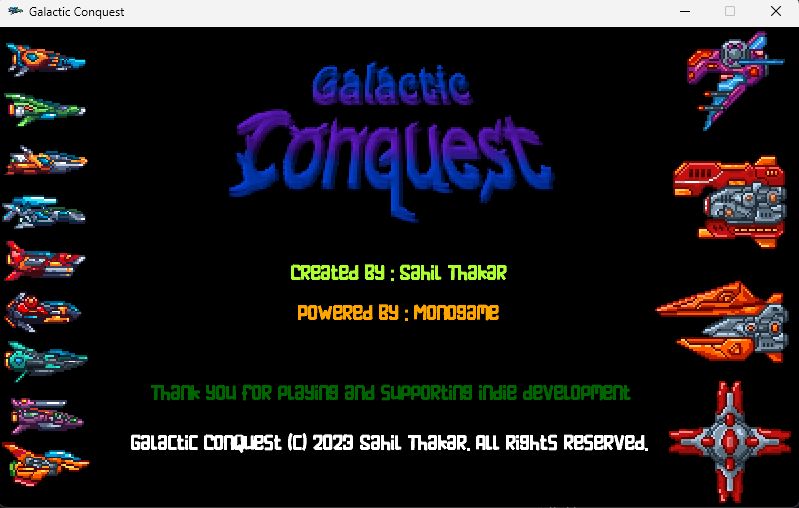 Galactic Conquest
Galactic
Conquest
Created By : Sahil Thakar
Powered By : Monogame
Thank you for playing and supporting indie development
Galactic Conquest (C) 2023 Sahil Thakar. All Rights Reserved.